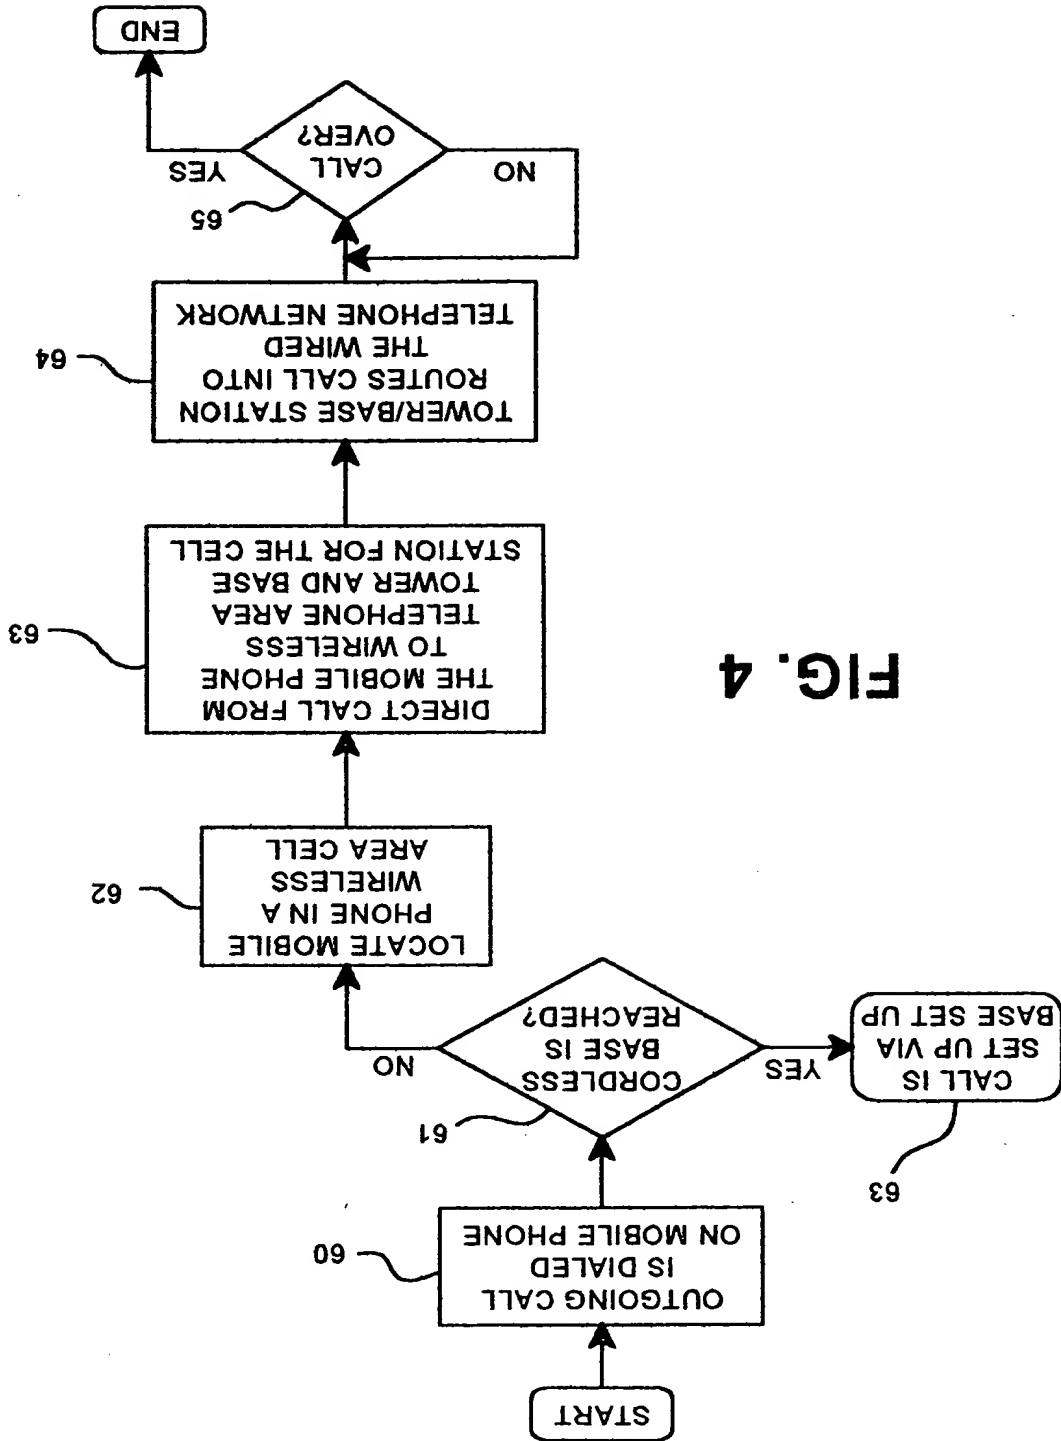 START
OUTGOING CALL
IS DIALED
ON MOBILE PHONE
60
CORDLESS
BASE IS
REACHED?
61
YES
NO
CALL IS
SET UP VIA
BASE SET UP
63
LOCATE MOBILE
PHONE IN A
WIRELESS
AREA CELL
62
DIRECT CALL FROM
THE MOBILE PHONE
TO WIRELESS
TELEPHONE AREA
TOWER AND BASE
STATION FOR THE CELL
63
TOWER/BASE STATION
ROUTES CALL INTO
THE WIRED
TELEPHONE NETWORK
64
CALL
OVER?
65
NO
YES
END
FIG. 4